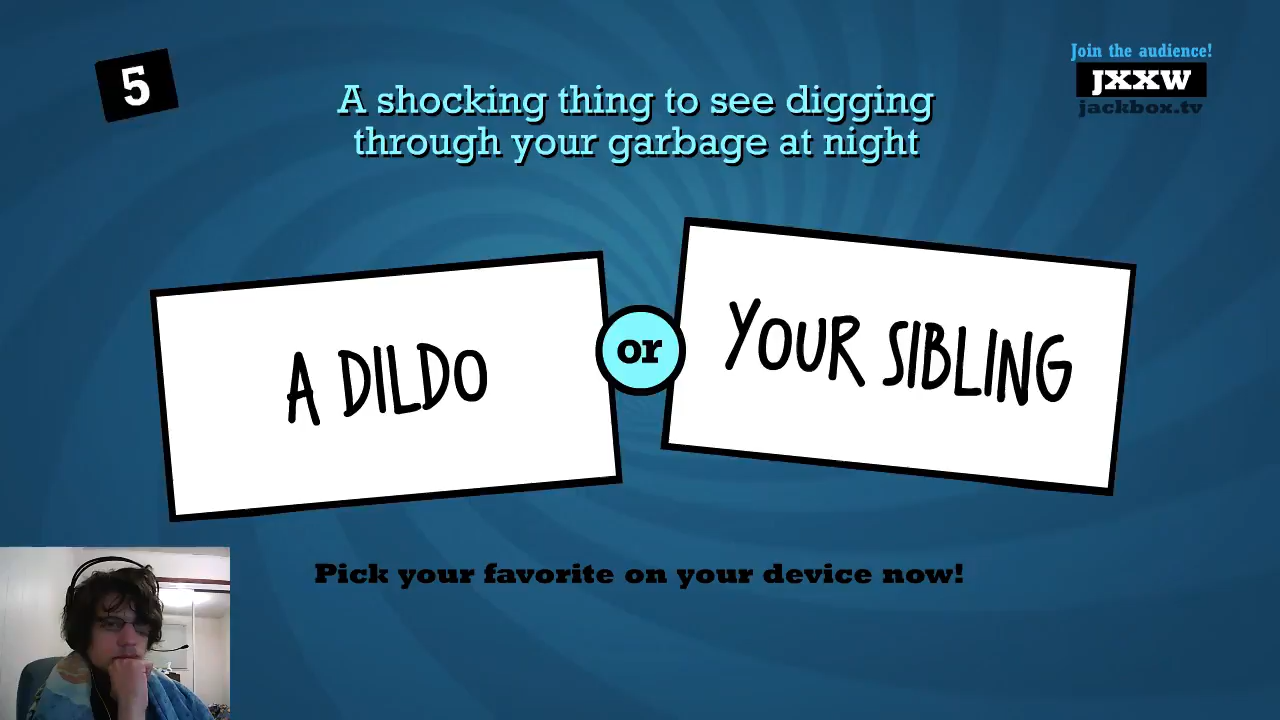 5
Join the audience!
JXXW
jackbox.tv
A shocking thing to see digging
through your garbage at night
A DILDO
or
YOUR SIBLING
Pick your favorite on your device now!